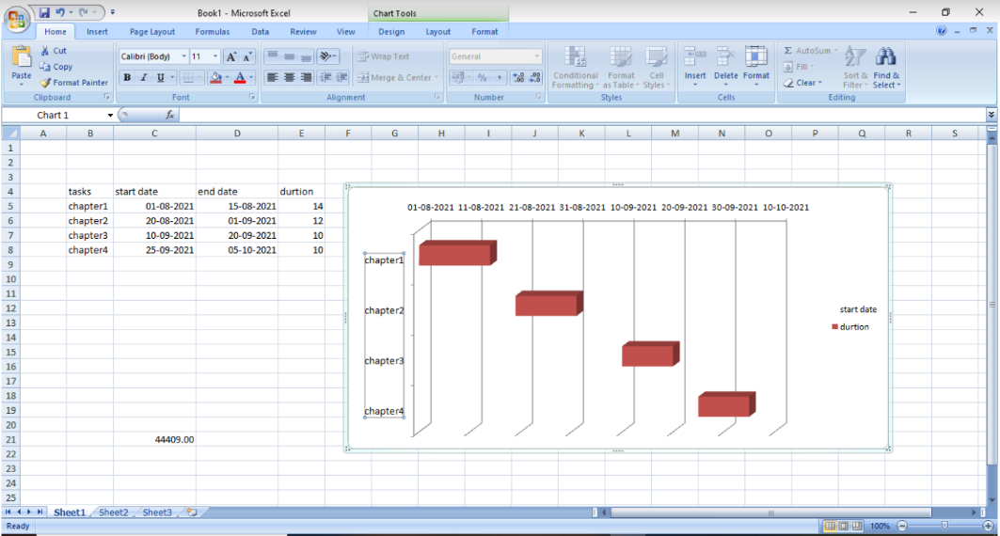 Book1 - Microsoft Excel Chart Tools
Home Insert Page Layout Formulas Data Review View Design Layout Format
Cut
Copy
Format Painter
Paste
Clipboard
Calibri (Body) 11 A A
B I U A
Font
Wrap Text
Merge & Center
Alignment
General
% , .0 .00 .00 .0
Number
Conditional Formatting Format as Table Cell Styles
Styles
Insert Delete Format
Cells
Σ AutoSum
Fill
Clear
Sort & Filter Find & Select
Editing
Chart 1 fx
A B C D E F G H I J K L M N O P Q R S
1
2
3
4 tasks start date end date durtion
5 chapter1 01-08-2021 15-08-2021 14
6 chapter2 20-08-2021 01-09-2021 12
7 chapter3 10-09-2021 20-09-2021 10
8 chapter4 25-09-2021 05-10-2021 10
9
10
11
12
13
14
15
16
17
18
19
20
21 44409.00
22
23
24
25
01-08-2021 11-08-2021 21-08-2021 31-08-2021 10-09-2021 20-09-2021 30-09-2021 10-10-2021
chapter1
chapter2
chapter3
chapter4
start date
durtion
Sheet1 Sheet2 Sheet3
Ready 100%